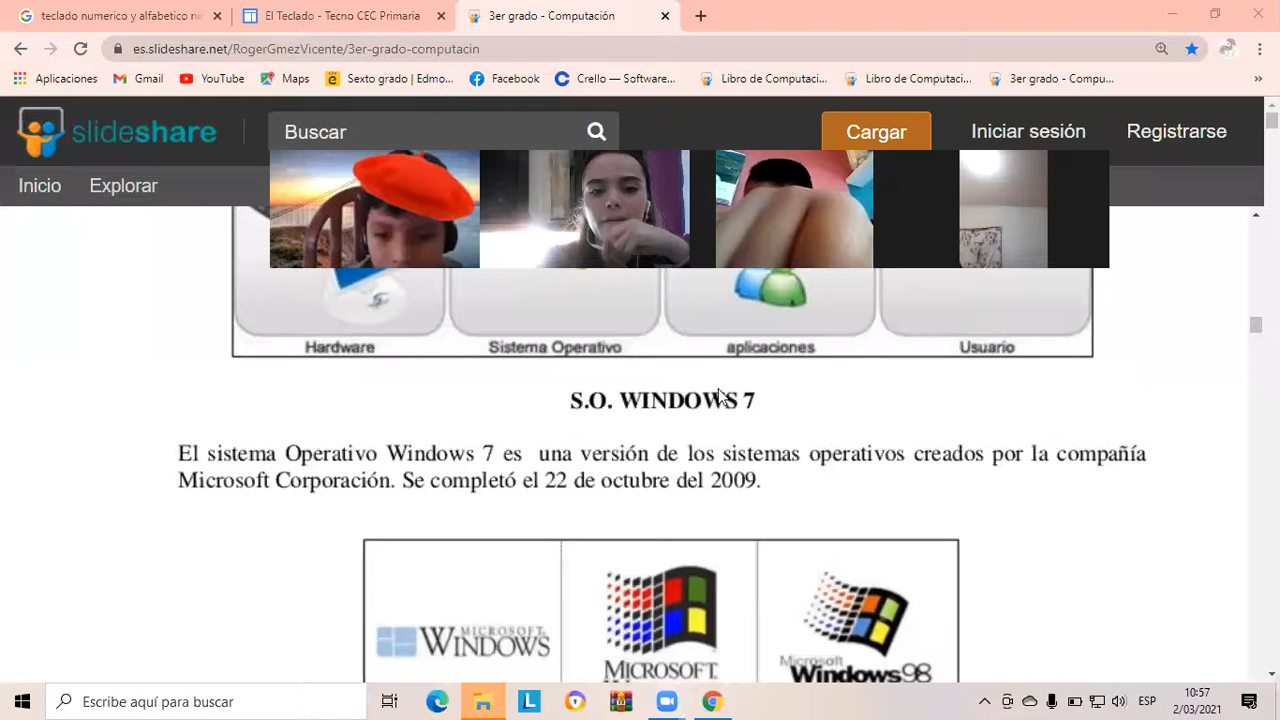 teclado numerico y alfabetico n
El Teclado - Tecno CEC Primaria
3er grado - Computación
es.slideshare.net/RogerGmezVicente/3er-grado-computacin
Aplicaciones
Gmail
YouTube
Maps
Sexto grado | Edmo...
Facebook
Crello — Software...
Libro de Computaci...
Libro de Computaci...
3er grado - Compu...
»
slideshare
Buscar
Cargar
Iniciar sesión
Registrarse
Inicio
Explorar
Hardware
Sistema Operativo
aplicaciones
Usuario
S.O. WINDOWS 7
El sistema Operativo Windows 7 es una versión de los sistemas operativos creados por la compañía
Microsoft Corporación. Se completó el 22 de octubre del 2009.
MICROSOFT
WINDOWS
MICROSOFT
Microsoft
Windows98
Escribe aquí para buscar
L
ESP
10:57
2/03/2021